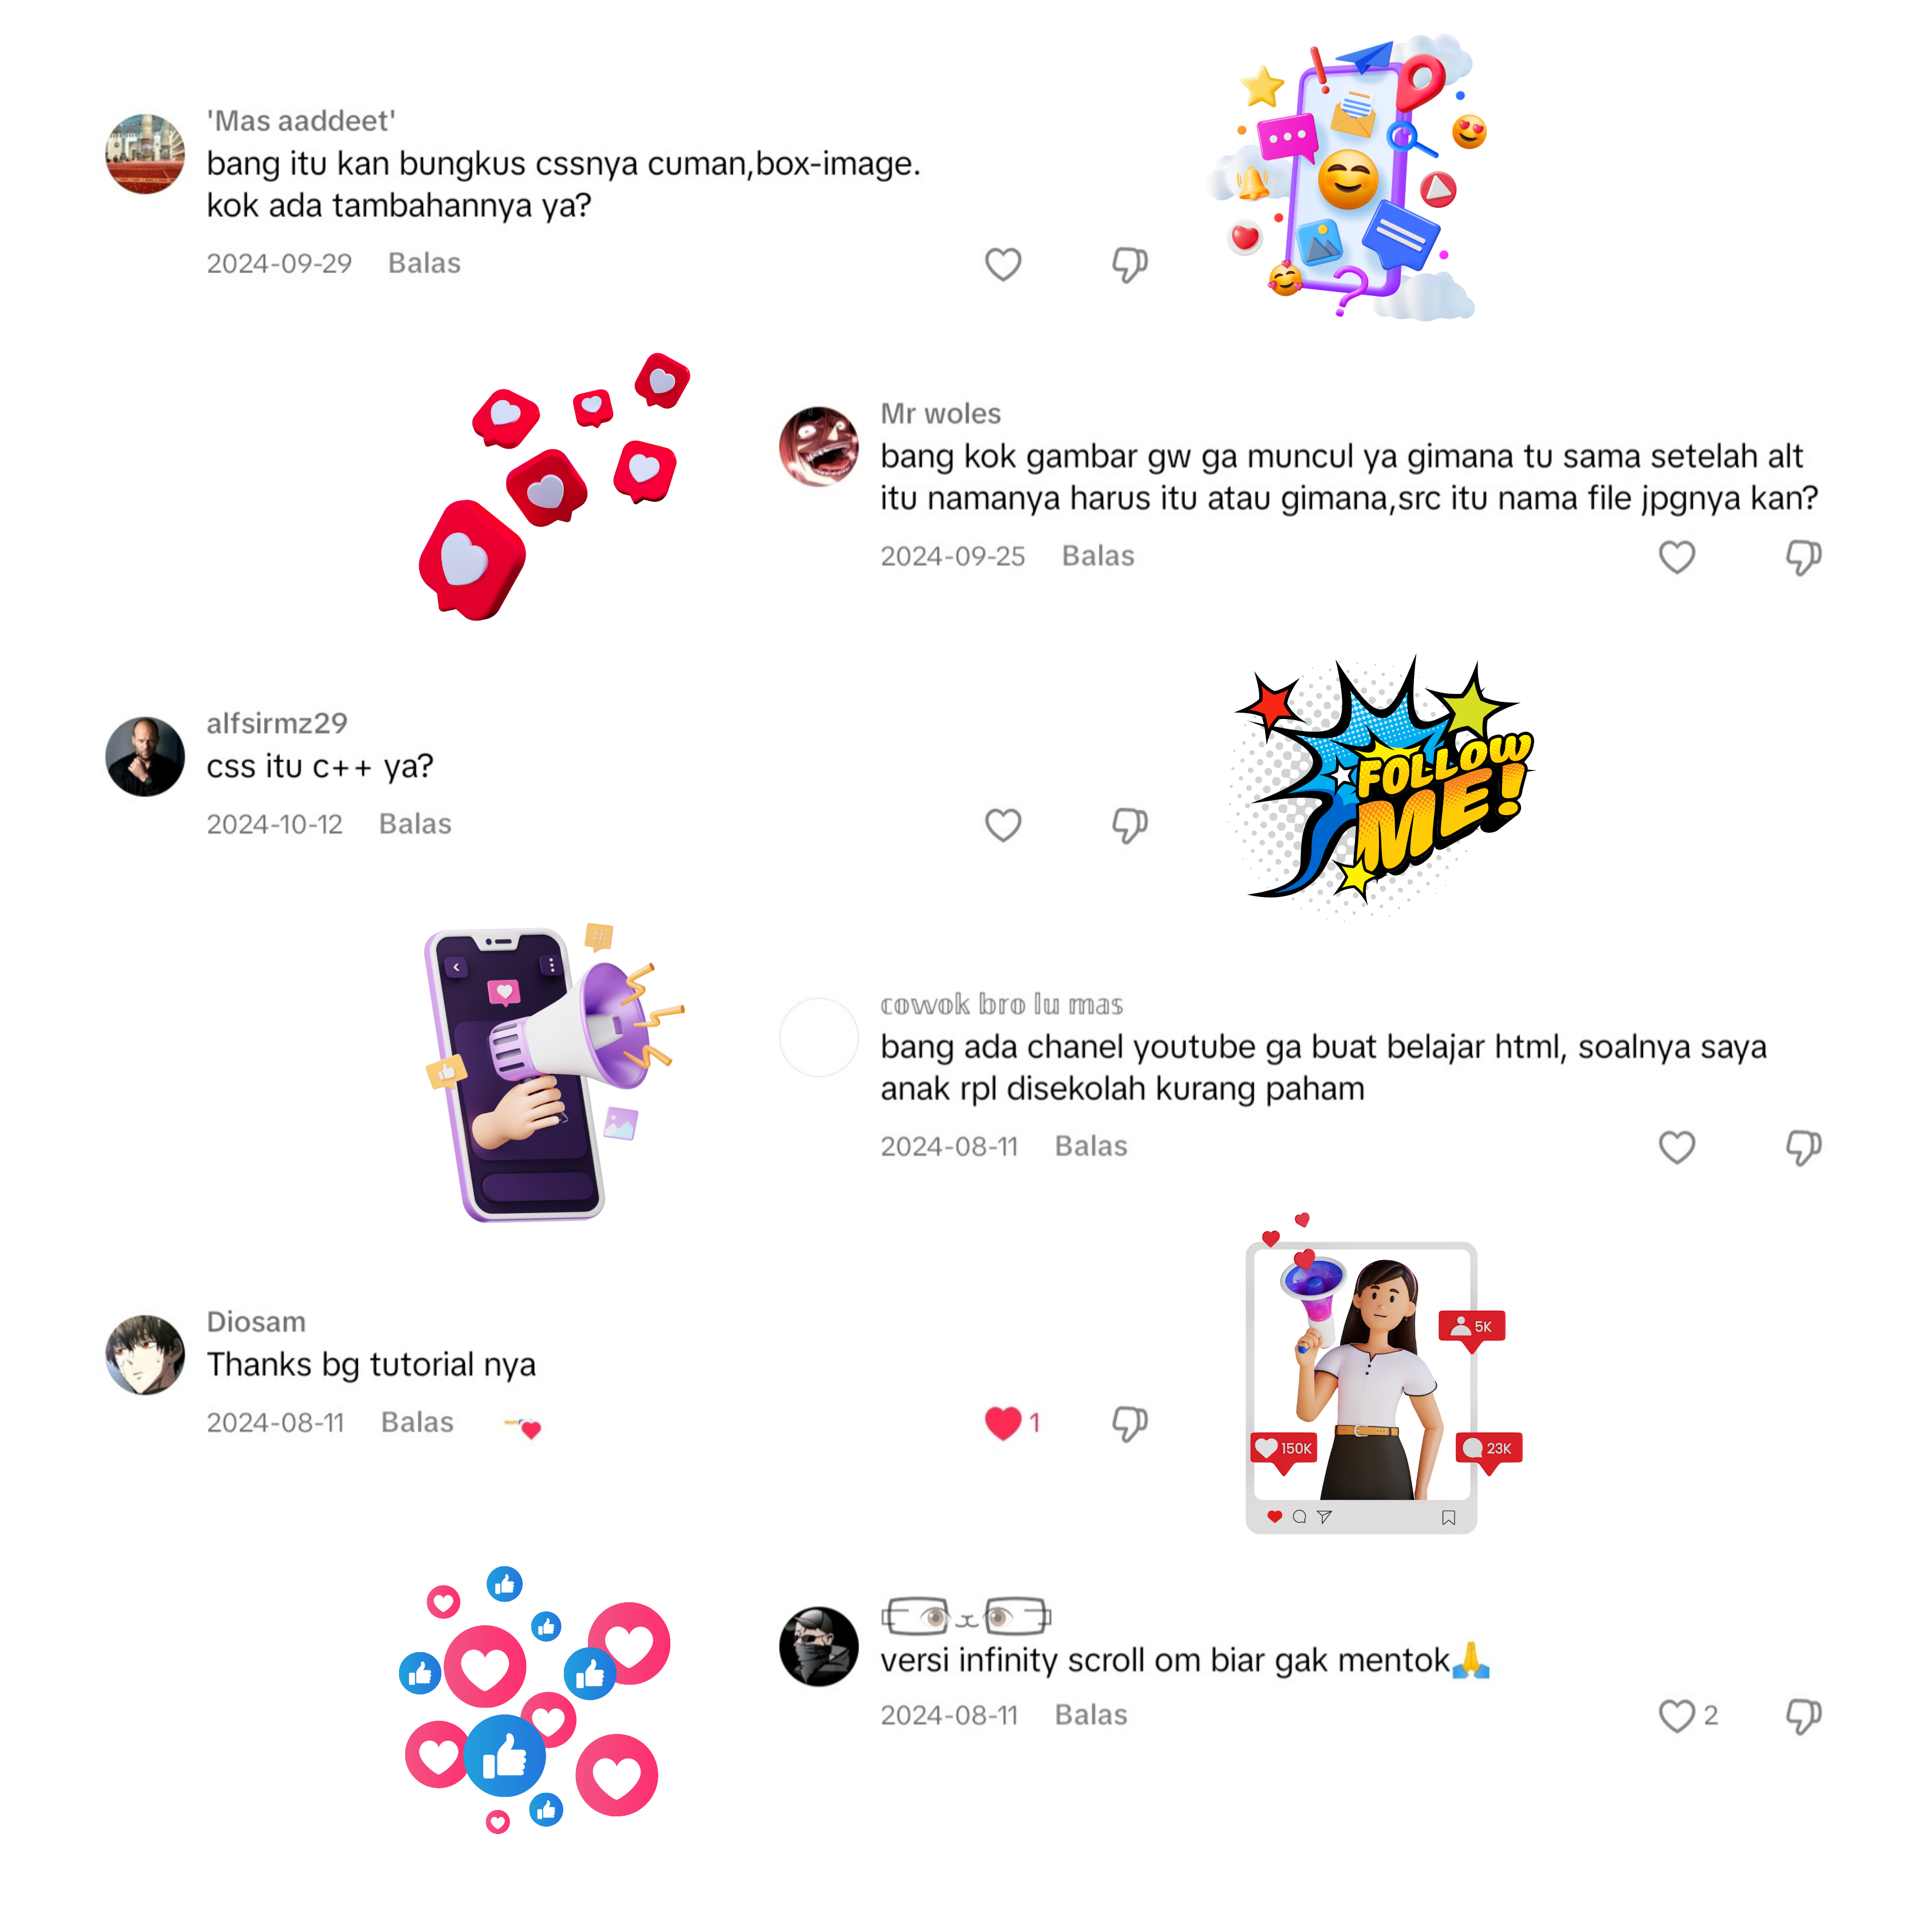 'Mas aaddeet'
bang itu kan bungkus cssnya cuman,box-image.
kok ada tambahannya ya?
2024-09-29 Balas
Mr woles
bang kok gambar gw ga muncul ya gimana tu sama setelah alt
itu namanya harus itu atau gimana,src itu nama file jpgnya kan?
2024-09-25 Balas
alfsirmz29
css itu c++ ya?
2024-10-12 Balas
FOLLOW
ME!
𝕔𝕠𝕨𝕠𝕜 𝕓𝕣𝕠 𝕝𝕦 𝕞𝕒𝕤
bang ada chanel youtube ga buat belajar html, soalnya saya
anak rpl disekolah kurang paham
2024-08-11 Balas
Diosam
Thanks bg tutorial nya
2024-08-11 Balas
1
5K
150K
23K
versi infinity scroll om biar gak mentok🙏
2024-08-11 Balas
2